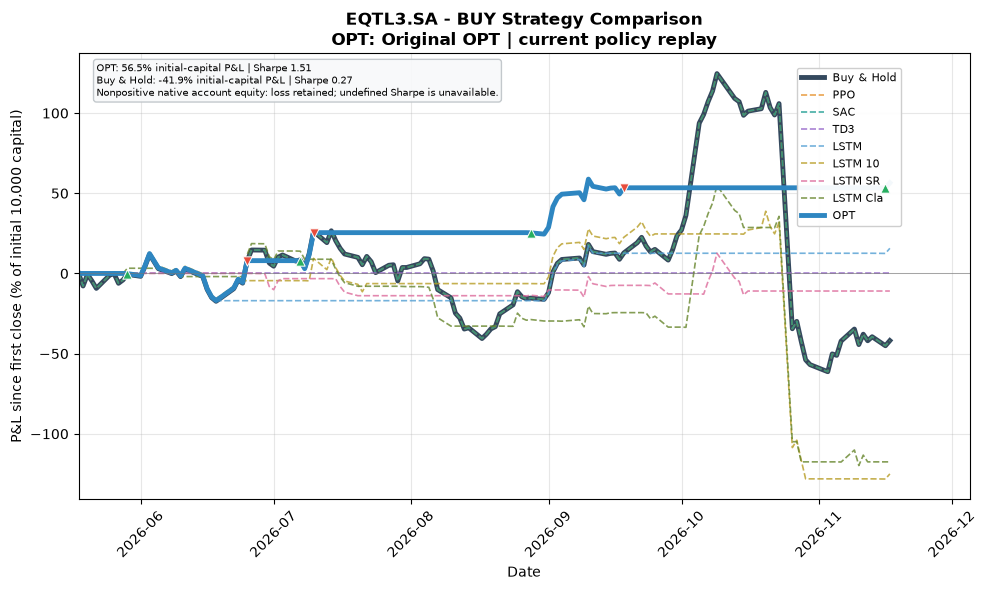 EQTL3.SA - BUY Strategy Comparison
OPT: Original OPT | current policy replay
OPT: 56.5% initial-capital P&L | Sharpe 1.51
Buy & Hold: -41.9% initial-capital P&L | Sharpe 0.27
Nonpositive native account equity: loss retained; undefined Sharpe is unavailable.
Buy & Hold
PPO
SAC
TD3
LSTM
LSTM 10
LSTM SR
LSTM Cla
OPT
P&L since first close (% of initial 10,000 capital)
100
50
0
−50
−100
2026-06
2026-07
2026-08
2026-09
2026-10
2026-11
2026-12
Date